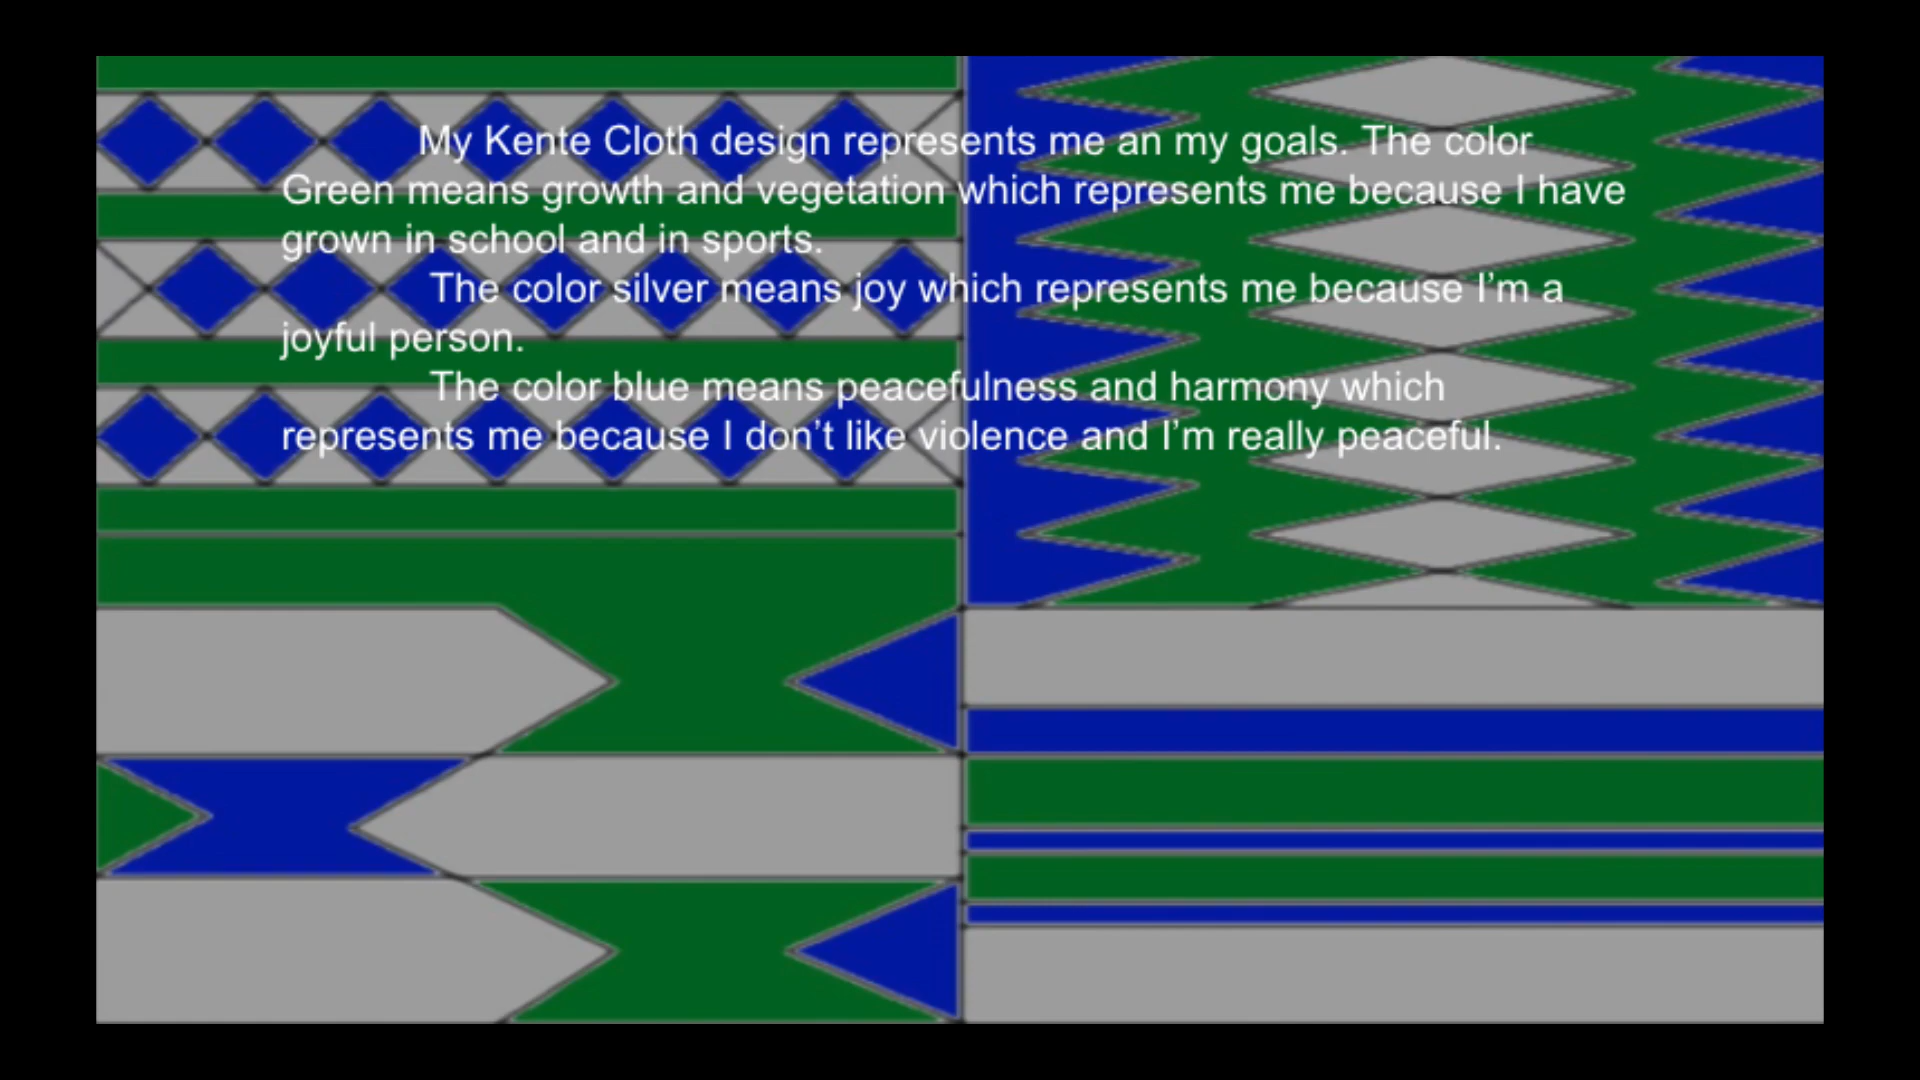 My Kente Cloth design represents me an my goals. The color
Green means growth and vegetation which represents me because I have
grown in school and in sports.
The color silver means joy which represents me because I’m a
joyful person.
The color blue means peacefulness and harmony which
represents me because I don’t like violence and I’m really peaceful.